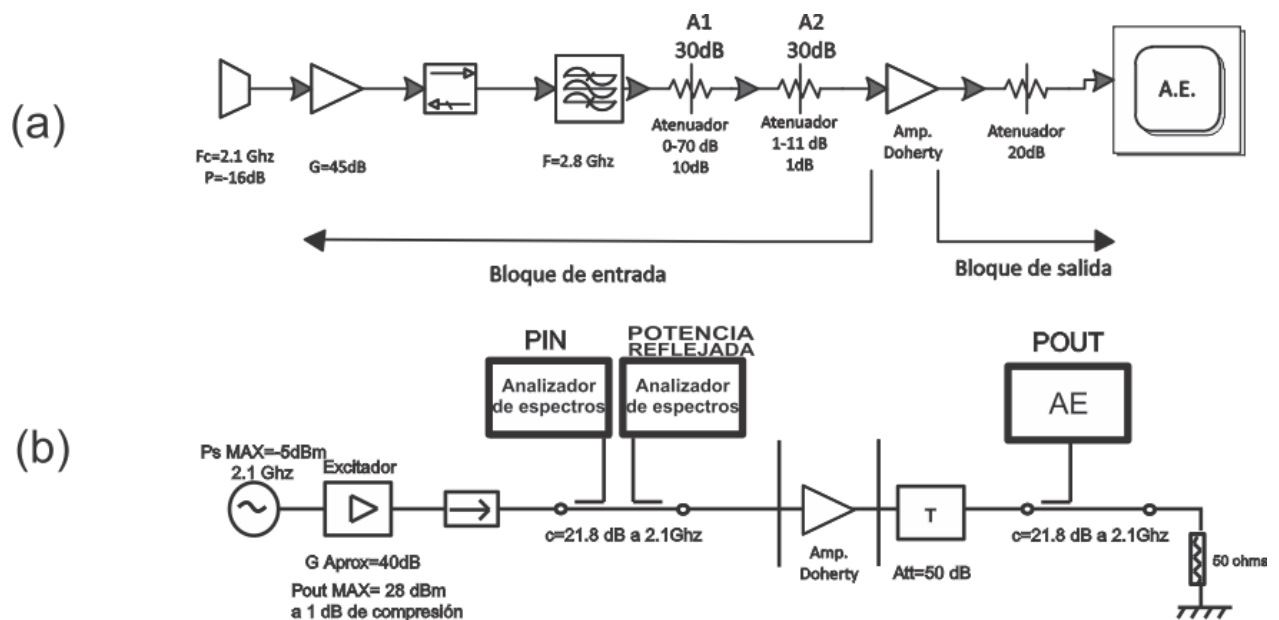 (a)
A1
30dB
A2
30dB
A.E.
Fc=2.1 Ghz
P=-16dB
G=45dB
F=2.8 Ghz
Atenuador
0-70 dB
10dB
Atenuador
1-11 dB
1dB
Amp.
Doherty
Atenuador
20dB
Bloque de entrada
Bloque de salida
(b)
PIN
POTENCIA
REFLEJADA
POUT
Analizador
de espectros
Analizador
de espectros
AE
Ps MAX=-5dBm
2.1 Ghz
Excitador
G Aprox=40dB
Pout MAX= 28 dBm
a 1 dB de compresión
c=21.8 dB a 2.1Ghz
Amp.
Doherty
T
Att=50 dB
c=21.8 dB a 2.1Ghz
50 ohms